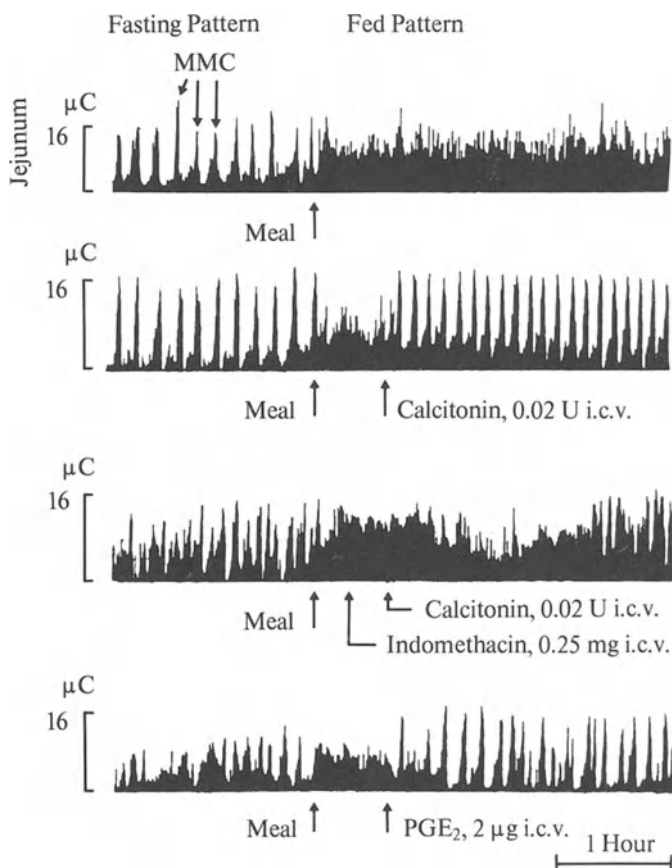 Fasting Pattern Fed Pattern
MMC
Jejunum
µC
16
Meal
µC
16
Meal Calcitonin, 0.02 U i.c.v.
µC
16
Calcitonin, 0.02 U i.c.v.
Meal
Indomethacin, 0.25 mg i.c.v.
µC
16
Meal PGE₂, 2 µg i.c.v.
1 Hour